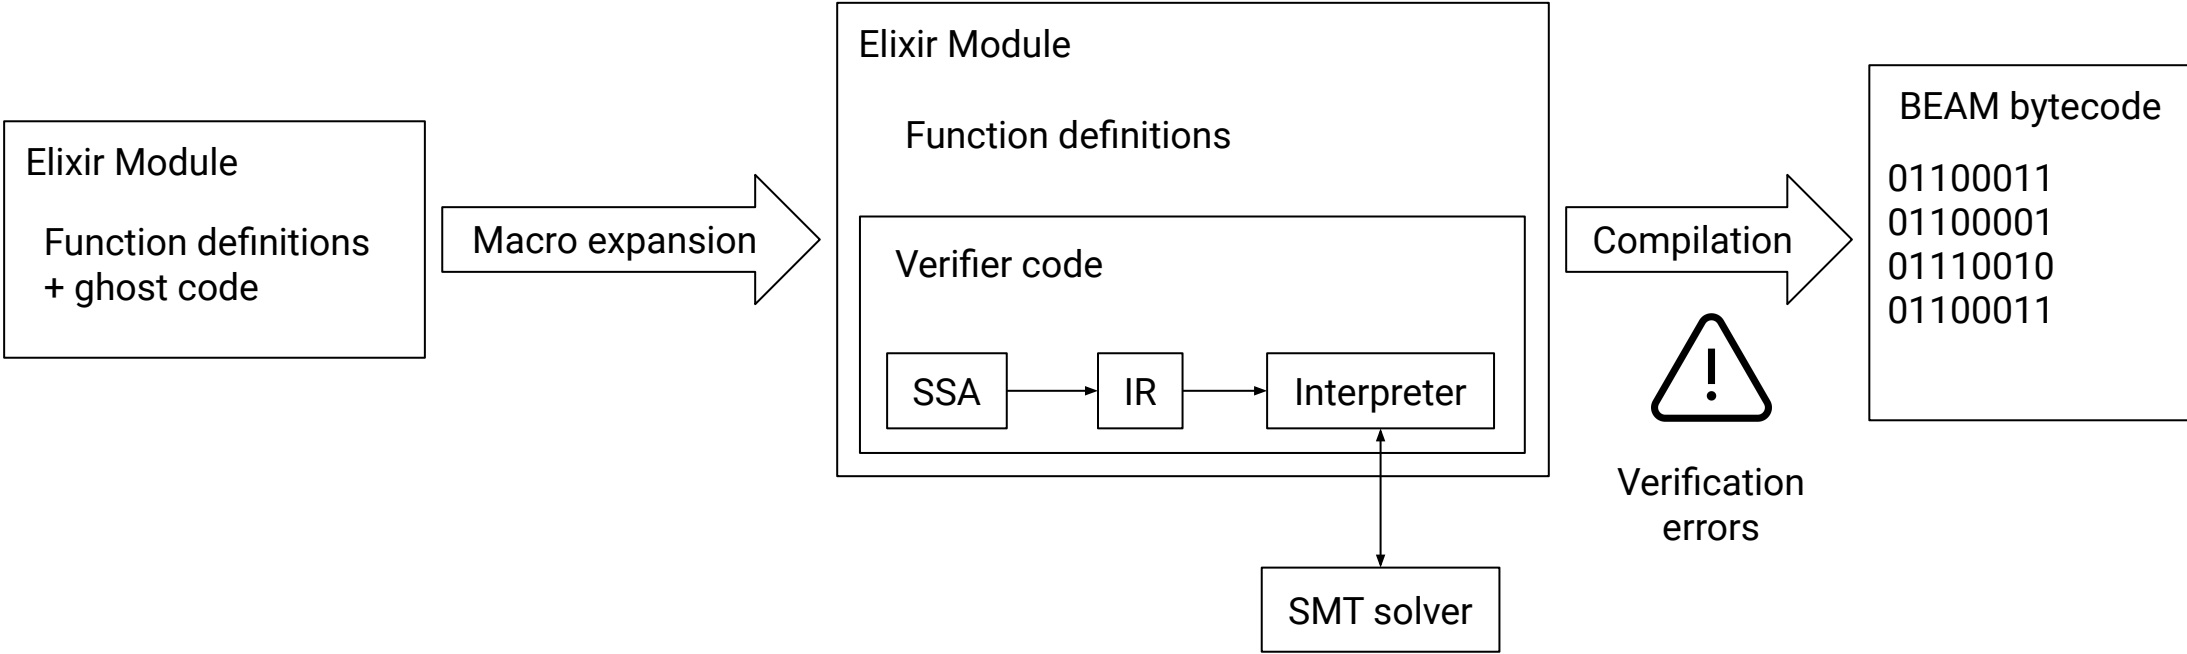 Elixir Module
Function definitions
+ ghost code
Macro expansion
Elixir Module
Function definitions
Verifier code
SSA
IR
Interpreter
SMT solver
Compilation
Verification
errors
BEAM bytecode
01100011
01100001
01110010
01100011